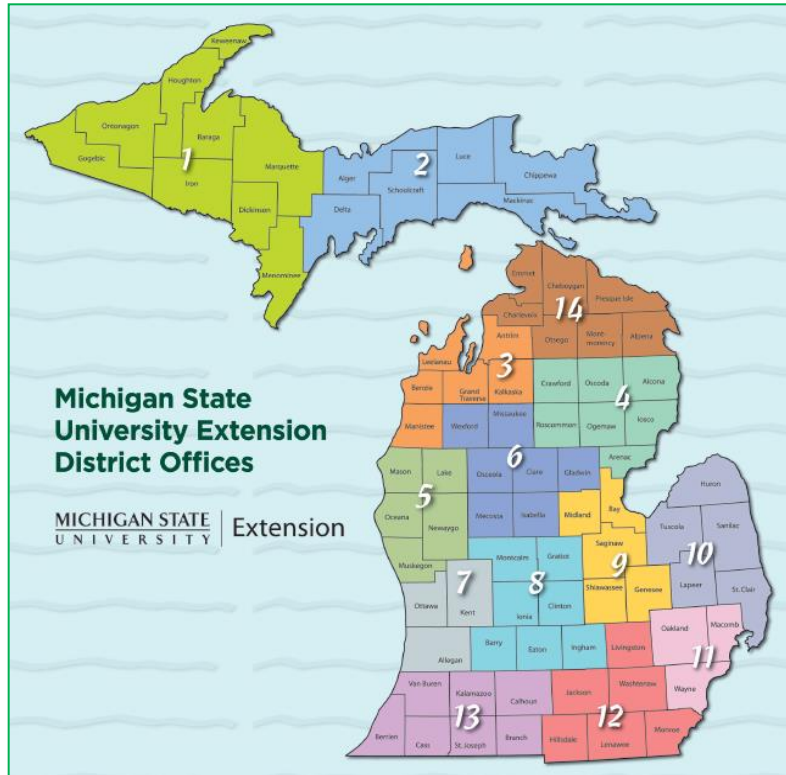 Keweenaw
Houghton
Ontonagon
Baraga
Gogebic
1
Marquette
Iron
Dickinson
Menominee
2
Luce
Alger
Schoolcraft
Chippewa
Mackinac
Delta
Emmet
Cheboygan
Presque Isle
Charlevoix
14
Antrim
Otsego
Mont-
morency
Alpena
Leelanau
3
Benzie
Grand
Traverse
Kalkaska
Crawford
Oscoda
Alcona
4
Manistee
Wexford
Missaukee
Roscommon
Ogemaw
Iosco
Michigan State
University Extension
District Offices
MICHIGAN STATE
UNIVERSITY
Extension
Mason
Lake
Osceola
Clare
Gladwin
Arenac
6
5
Oceana
Newaygo
Mecosta
Isabella
Midland
Bay
Huron
Tuscola
Sanilac
10
Muskegon
Montcalm
Gratiot
Saginaw
9
7
8
Ottawa
Kent
Ionia
Clinton
Shiawassee
Genesee
Lapeer
St. Clair
Allegan
Barry
Eaton
Ingham
Livingston
Oakland
Macomb
11
Van Buren
Kalamazoo
Calhoun
Jackson
Washtenaw
Wayne
13
12
Berrien
Cass
St. Joseph
Branch
Hillsdale
Lenawee
Monroe